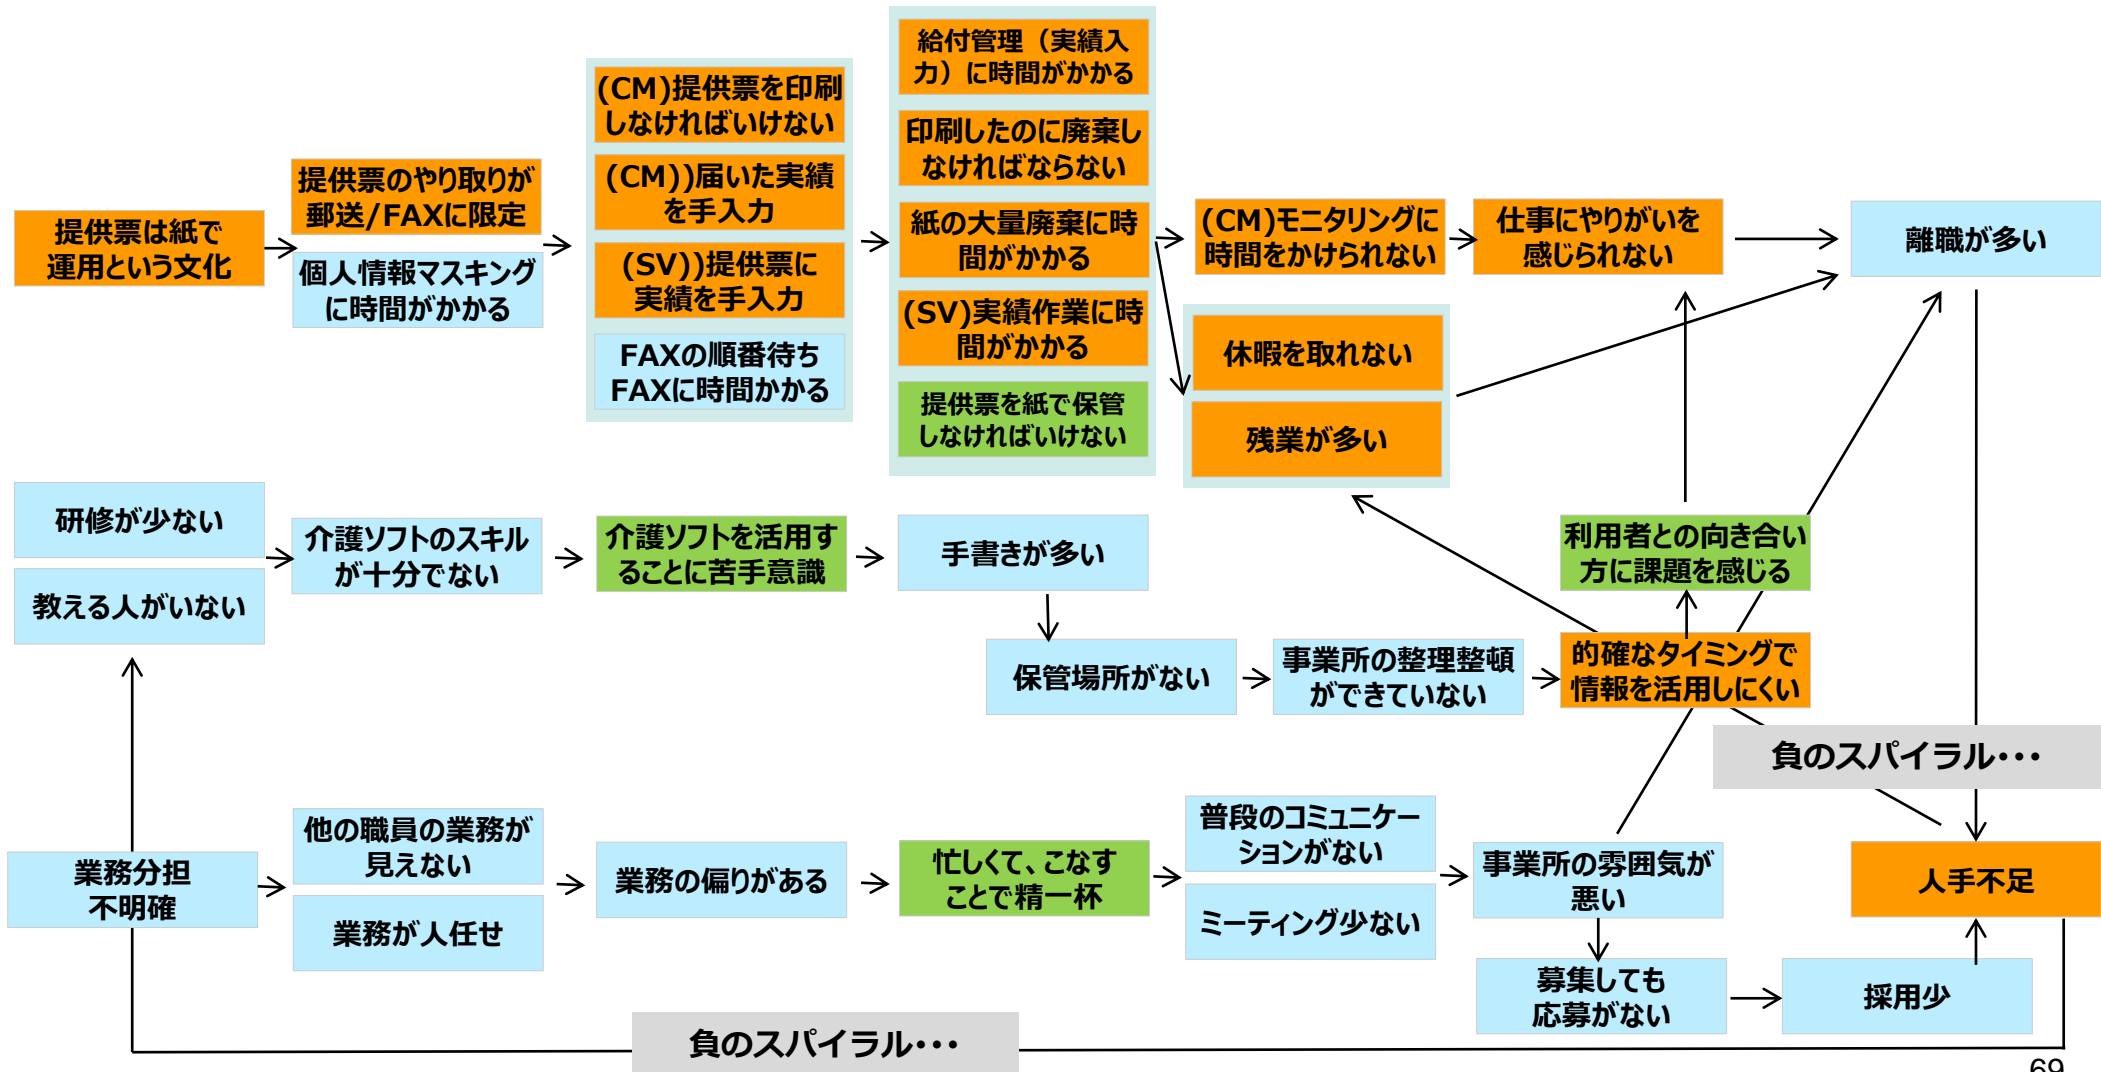 給付管理（実績入
力）に時間がかかる
(CM)提供票を印刷
しなければいけない
印刷したのに廃棄し
なければならない
提供票のやり取りが
郵送/FAXに限定
(CM))届いた実績
を手入力
提供票は紙で
運用という文化
個人情報マスキング
に時間がかかる
(SV))提供票に
実績を手入力
紙の大量廃棄に時
間がかかる
(CM)モニタリングに
時間をかけられない
仕事にやりがいを
感じられない
離職が多い
(SV)実績作業に時
間がかかる
FAXの順番待ち
FAXに時間かかる
休暇を取れない
提供票を紙で保管
しなければいけない
残業が多い
研修が少ない
教える人がいない
介護ソフトのスキル
が十分でない
介護ソフトを活用す
ることに苦手意識
手書きが多い
利用者との向き合い
方に課題を感じる
保管場所がない
事業所の整理整頓
ができていない
的確なタイミングで
情報を活用しにくい
負のスパイラル･･･
業務分担
不明確
他の職員の業務が
見えない
業務が人任せ
業務の偏りがある
忙しくて、こなす
ことで精一杯
普段のコミュニケー
ションがない
ミーティング少ない
事業所の雰囲気が
悪い
人手不足
募集しても
応募がない
採用少
負のスパイラル･･･
69